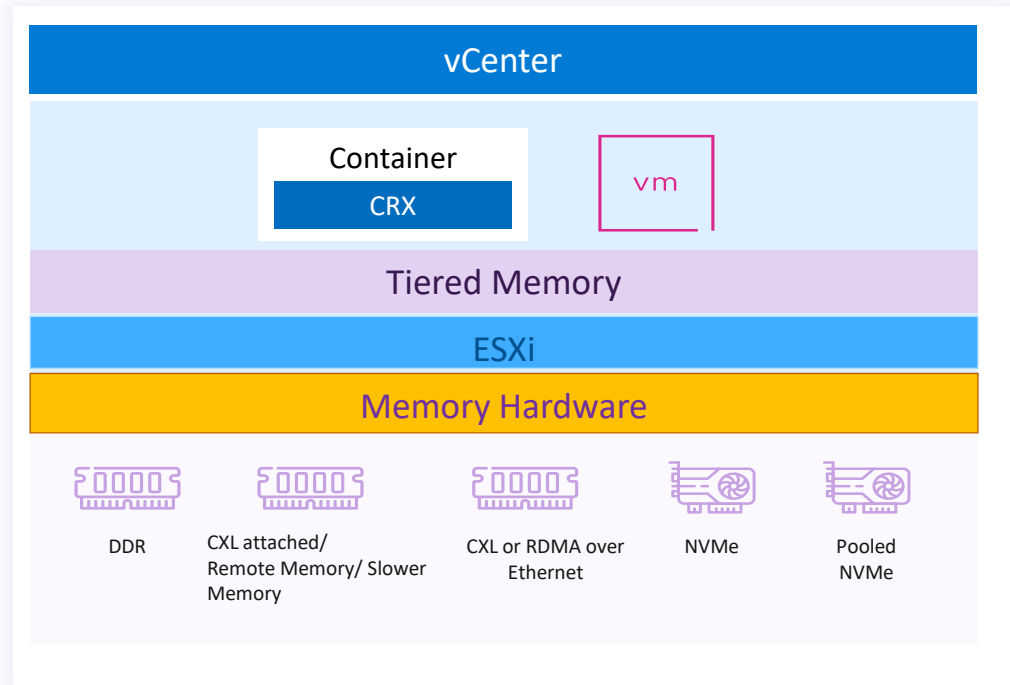 vCenter
Container
CRX
vm
Tiered Memory
ESXi
Memory Hardware
DDR
CXL attached/
Remote Memory/ Slower
Memory
CXL or RDMA over
Ethernet
NVMe
Pooled
NVMe